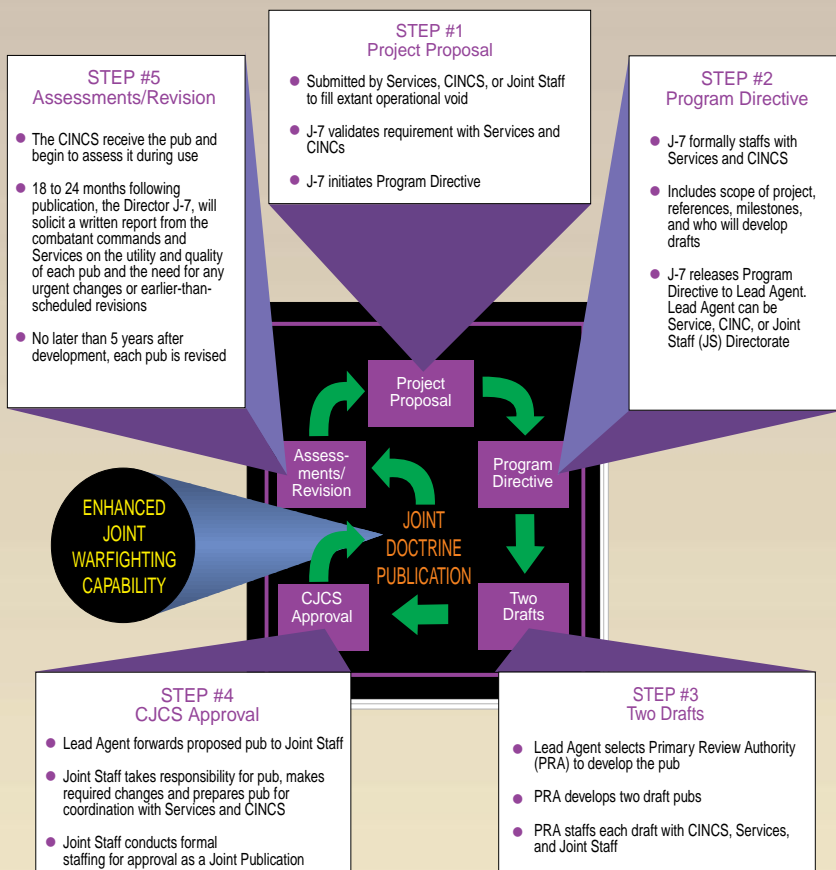 STEP #1
Project Proposal
● Submitted by Services, CINCS, or Joint Staff
to fill extant operational void
● J-7 validates requirement with Services and
CINCs
● J-7 initiates Program Directive
STEP #5
Assessments/Revision
● The CINCS receive the pub and
begin to assess it during use
● 18 to 24 months following
publication, the Director J-7, will
solicit a written report from the
combatant commands and
Services on the utility and quality
of each pub and the need for any
urgent changes or earlier-than-
scheduled revisions
● No later than 5 years after
development, each pub is revised
STEP #2
Program Directive
● J-7 formally staffs with
Services and CINCS
● Includes scope of project,
references, milestones,
and who will develop
drafts
● J-7 releases Program
Directive to Lead Agent.
Lead Agent can be
Service, CINC, or Joint
Staff (JS) Directorate
Project
Proposal
Assess-
ments/
Revision
Program
Directive
ENHANCED
JOINT
WARFIGHTING
CAPABILITY
JOINT
DOCTRINE
PUBLICATION
CJCS
Approval
Two
Drafts
STEP #4
CJCS Approval
● Lead Agent forwards proposed pub to Joint Staff
● Joint Staff takes responsibility for pub, makes
required changes and prepares pub for
coordination with Services and CINCS
● Joint Staff conducts formal
staffing for approval as a Joint Publication
STEP #3
Two Drafts
● Lead Agent selects Primary Review Authority
(PRA) to develop the pub
● PRA develops two draft pubs
● PRA staffs each draft with CINCS, Services,
and Joint Staff